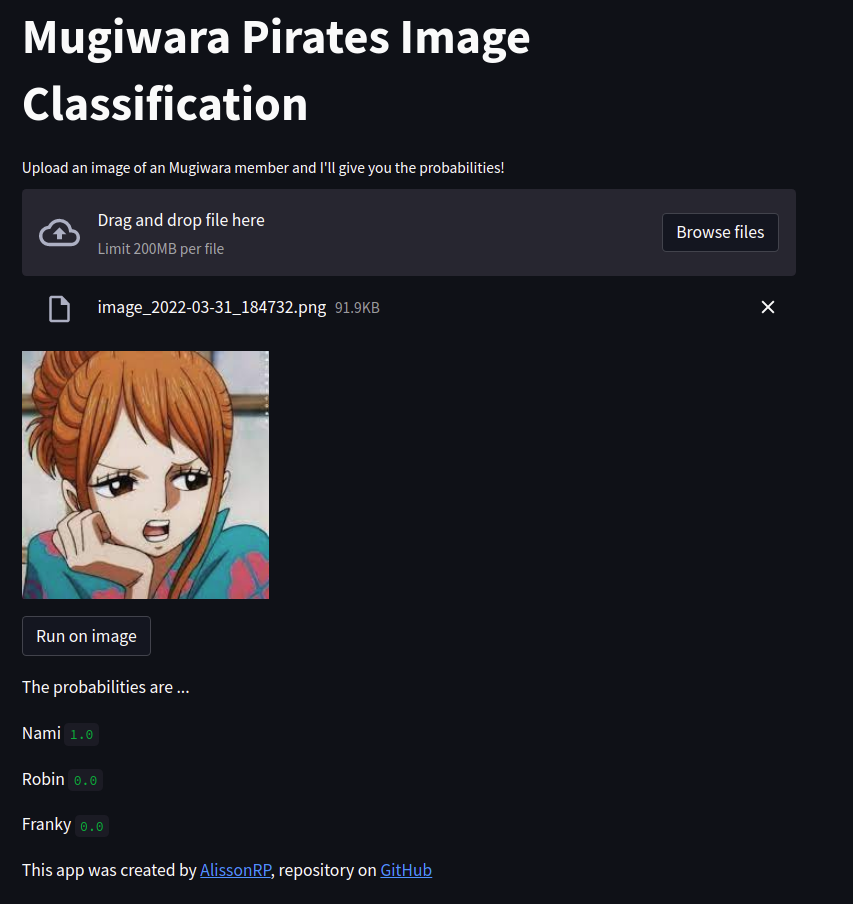 Mugiwara Pirates Image
Classification
Upload an image of an Mugiwara member and I'll give you the probabilities!
Drag and drop file here
Limit 200MB per file
Browse files
image_2022-03-31_184732.png 91.9KB
Run on image
The probabilities are ...
Nami 1.0
Robin 0.0
Franky 0.0
This app was created by AlissonRP, repository on GitHub